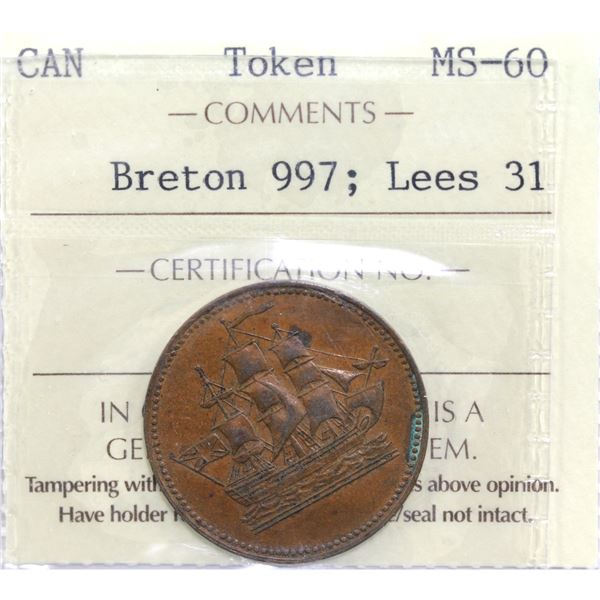 CAN Token MS-60
— COMMENTS —
Breton 997; Lees 31
— CERTIFICATION NO. —
IN IS A
GE EM.
Tampering with s above opinion.
Have holder /seal not intact.